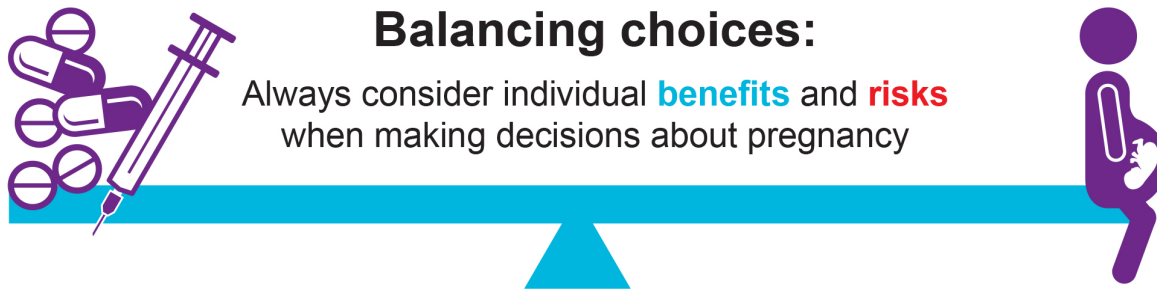 Balancing choices:
Always consider individual benefits and risks
when making decisions about pregnancy